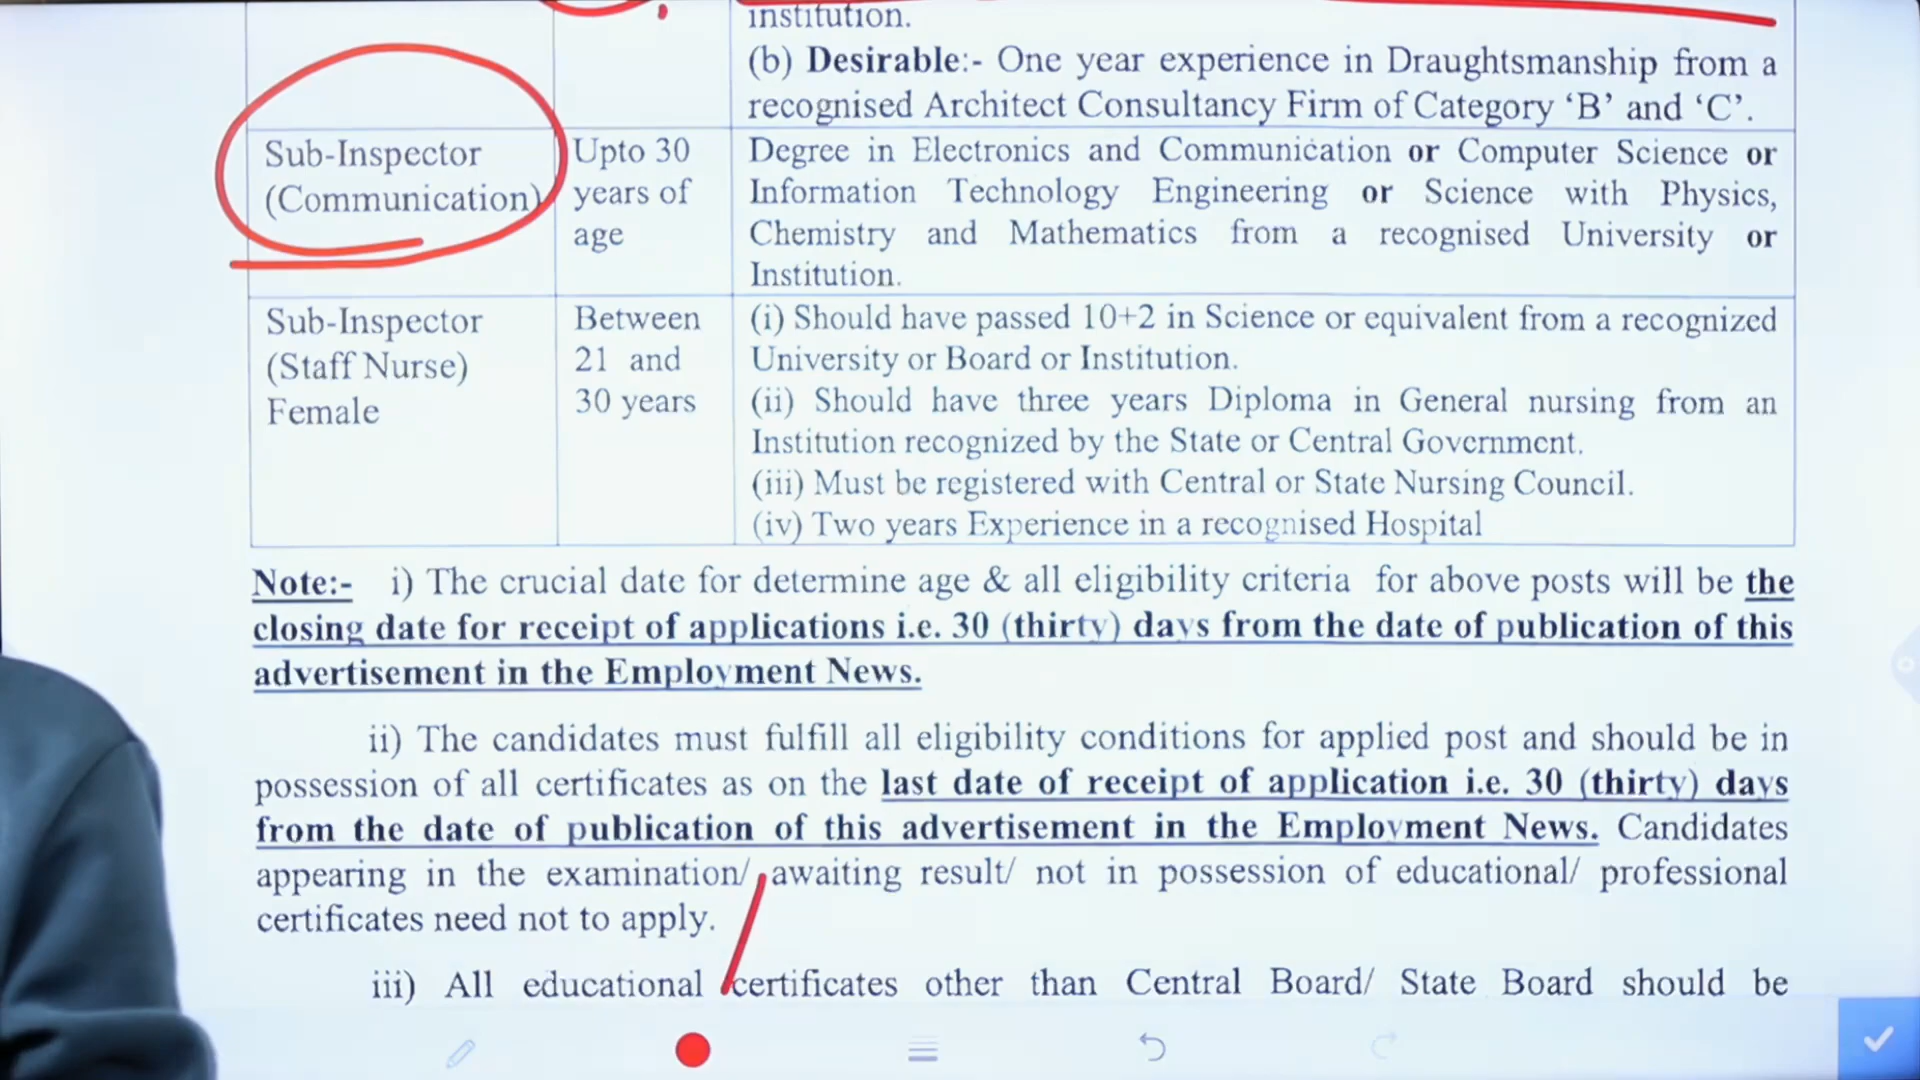 institution.
(b) Desirable:- One year experience in Draughtsmanship from a
recognised Architect Consultancy Firm of Category ‘B’ and ‘C’.
Sub-Inspector
(Communication)
Upto 30
years of
age
Degree in Electronics and Communication or Computer Science or
Information Technology Engineering or Science with Physics,
Chemistry and Mathematics from a recognised University or
Institution.
Sub-Inspector
(Staff Nurse)
Female
Between
21 and
30 years
(i) Should have passed 10+2 in Science or equivalent from a recognized
University or Board or Institution.
(ii) Should have three years Diploma in General nursing from an
Institution recognized by the State or Central Government.
(iii) Must be registered with Central or State Nursing Council.
(iv) Two years Experience in a recognised Hospital
Note:- i) The crucial date for determine age & all eligibility criteria for above posts will be the
closing date for receipt of applications i.e. 30 (thirty) days from the date of publication of this
advertisement in the Employment News.
ii) The candidates must fulfill all eligibility conditions for applied post and should be in
possession of all certificates as on the last date of receipt of application i.e. 30 (thirty) days
from the date of publication of this advertisement in the Employment News. Candidates
appearing in the examination/ awaiting result/ not in possession of educational/ professional
certificates need not to apply.
iii) All educational certificates other than Central Board/ State Board should be